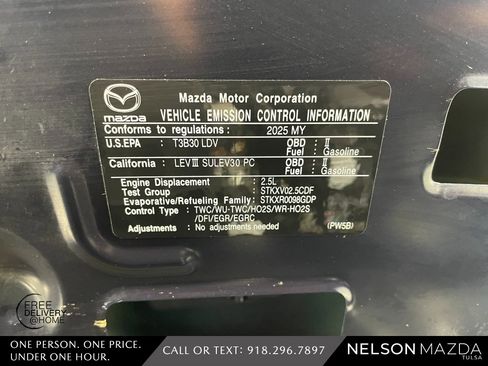 Mazda Motor Corporation
mazda
VEHICLE EMISSION CONTROL INFORMATION
Conforms to regulations: 2025 MY
U.S.EPA : T3B30 LDV OBD : II
Fuel : Gasoline
California : LEVⅢ SULEV30 PC OBD : II
Fuel : Gasoline
Engine Displacement : 2.5L
Test Group : STKXV02.5CDF
Evaporative/Refueling Family: STKXR0098GDP
Control Type : TWC/WU-TWC/HO2S/WR-HO2S
/DFI/EGR/EGRC
Adjustments : No adjustments needed (PW5B)
FREE
DELIVERY
@HOME
ONE PERSON. ONE PRICE.
UNDER ONE HOUR.
CALL OR TEXT: 918.296.7897
NELSON MAZDA
TULSA